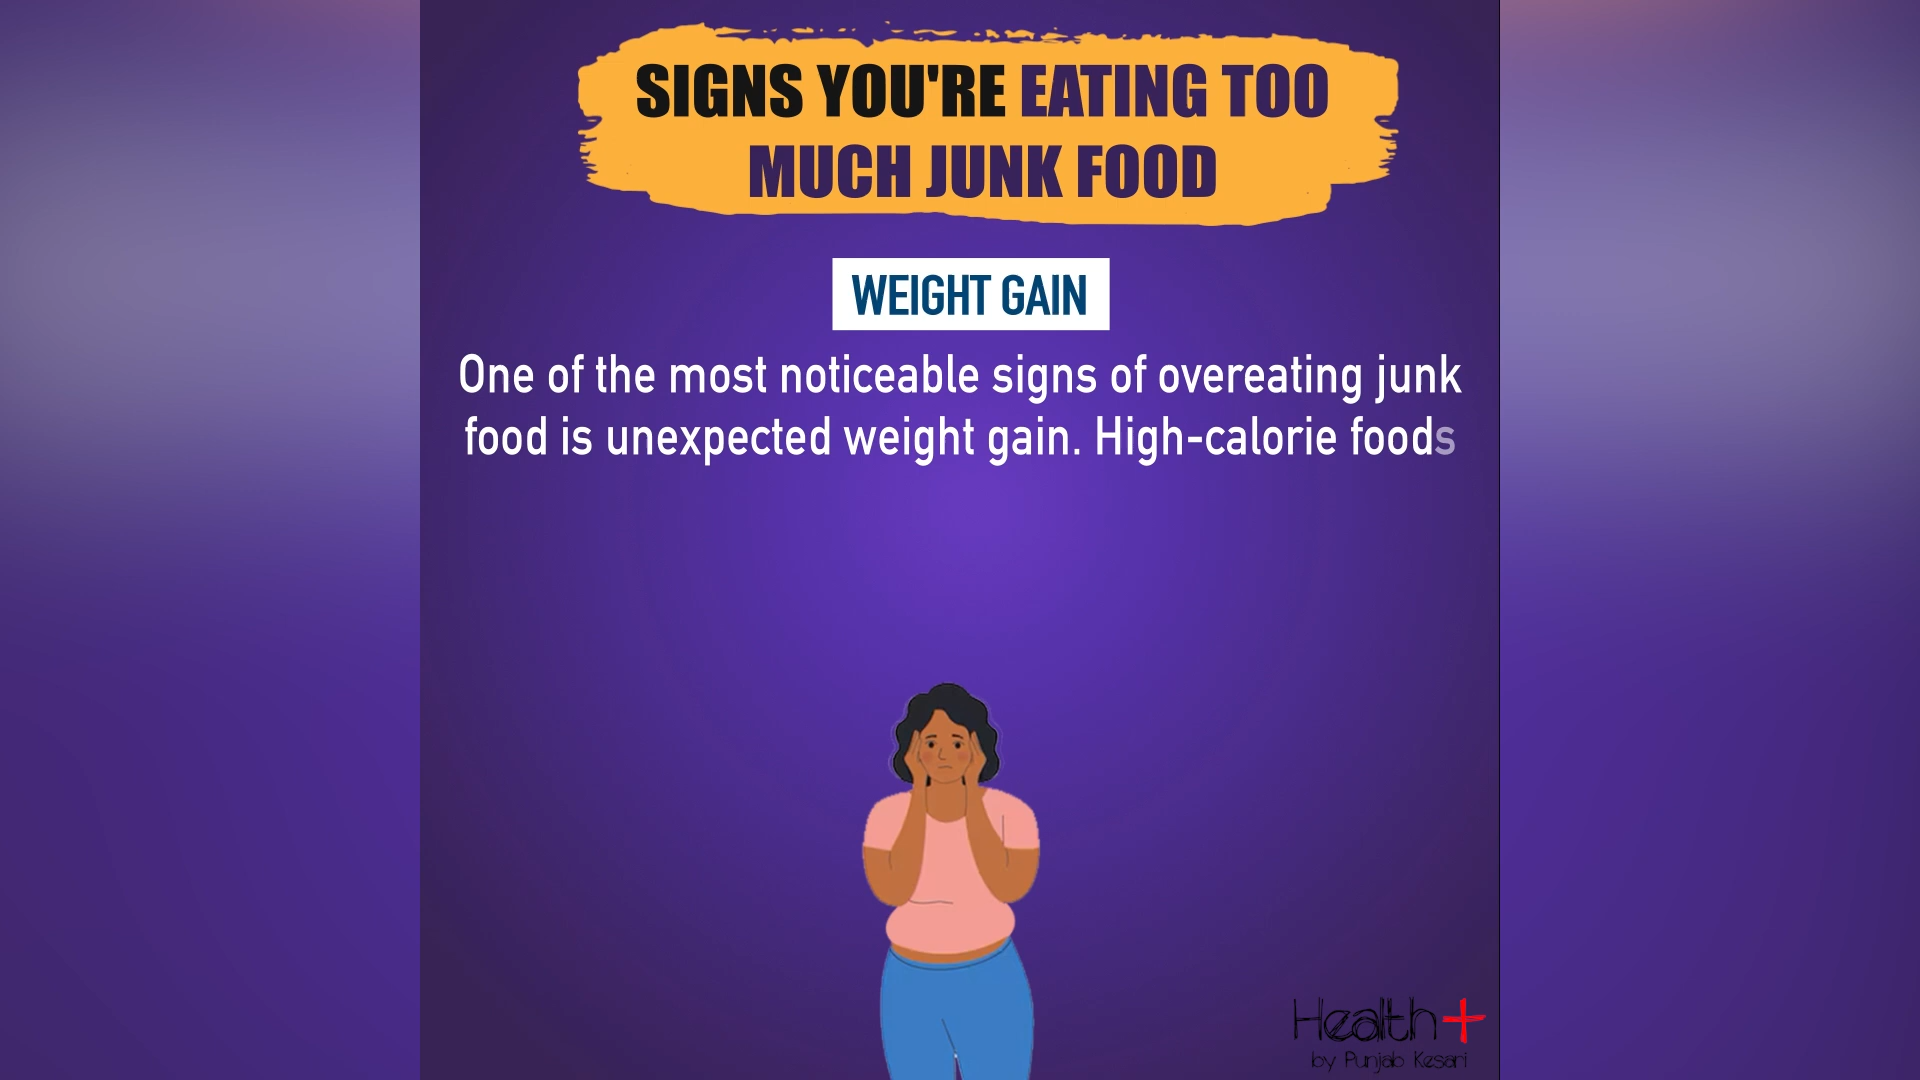 SIGNS YOU'RE EATING TOO
MUCH JUNK FOOD
WEIGHT GAIN
One of the most noticeable signs of overeating junk
food is unexpected weight gain. High-calorie foods
Health+
by Punjab Kesari